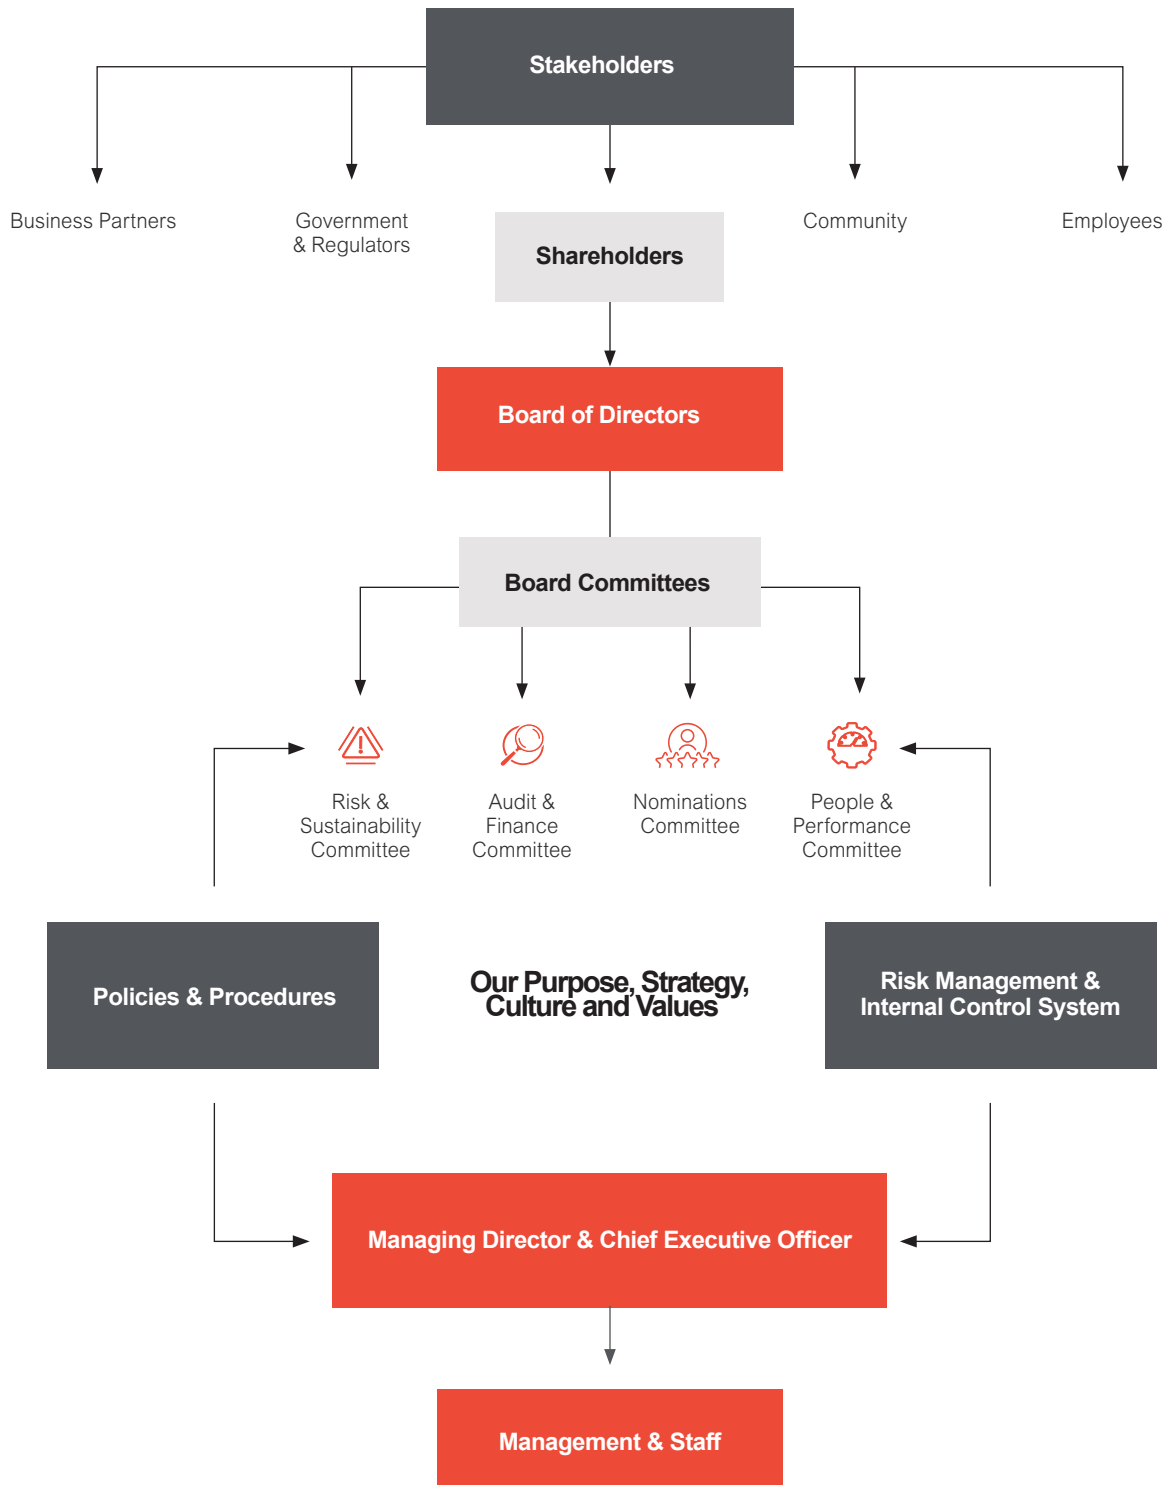 Stakeholders
Business Partners
Government
& Regulators
Shareholders
Community
Employees
Board of Directors
Board Committees
Risk &
Sustainability
Committee
Audit &
Finance
Committee
Nominations
Committee
People &
Performance
Committee
Policies & Procedures
Our Purpose, Strategy,
Culture and Values
Risk Management &
Internal Control System
Managing Director & Chief Executive Officer
Management & Staff